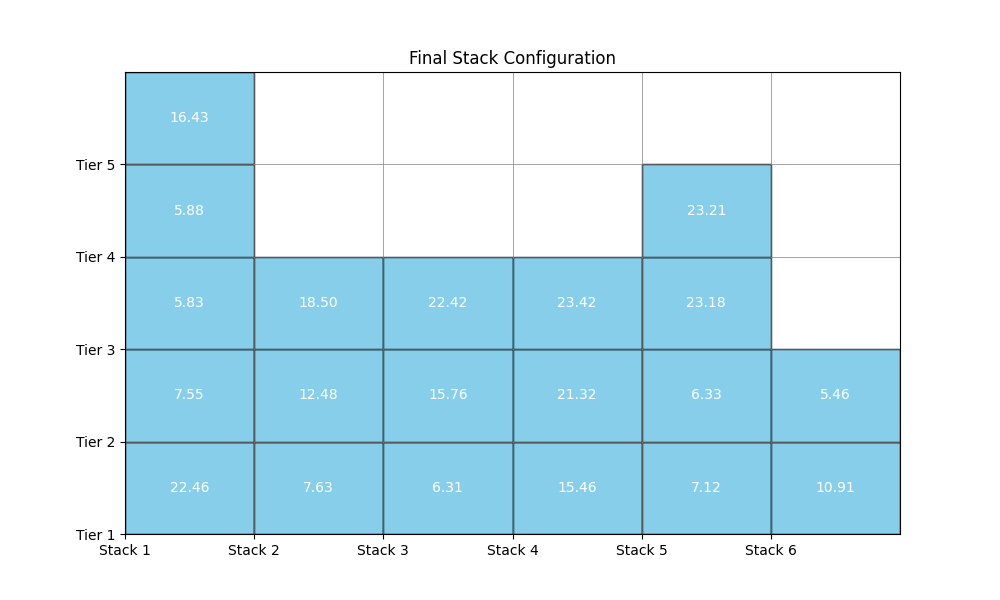 Final Stack Configuration
16.43
Tier 5
5.88 23.21
Tier 4
5.83 18.50 22.42 23.42 23.18
Tier 3
7.55 12.48 15.76 21.32 6.33 5.46
Tier 2
22.46 7.63 6.31 15.46 7.12 10.91
Tier 1
Stack 1 Stack 2 Stack 3 Stack 4 Stack 5 Stack 6